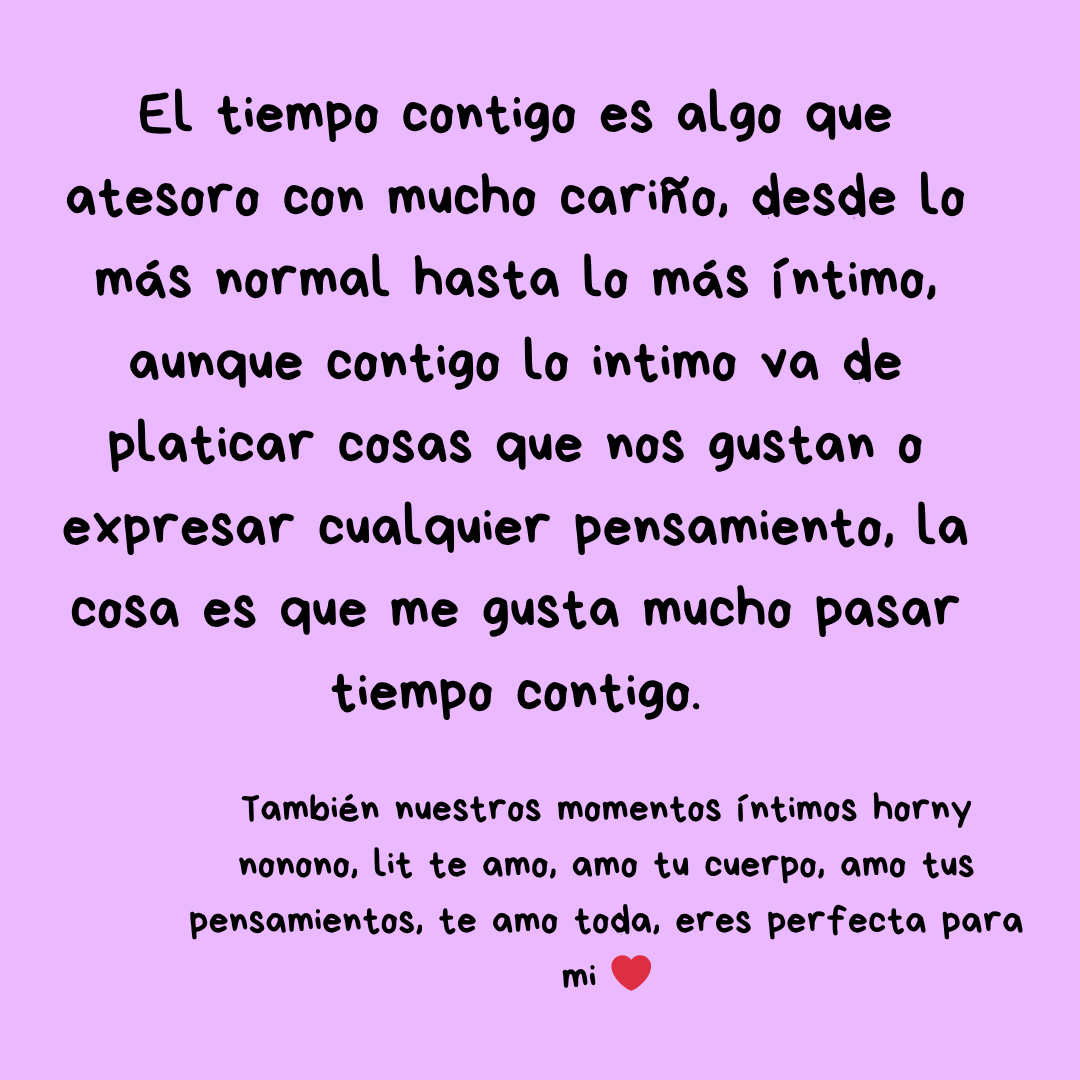 El tiempo contigo es algo que
atesoro con mucho cariño, desde lo
más normal hasta lo más íntimo,
aunque contigo lo intimo va de
platicar cosas que nos gustan o
expresar cualquier pensamiento, la
cosa es que me gusta mucho pasar
tiempo contigo.
También nuestros momentos íntimos horny
nonono, lit te amo, amo tu cuerpo, amo tus
pensamientos, te amo toda, eres perfecta para
mi ❤️